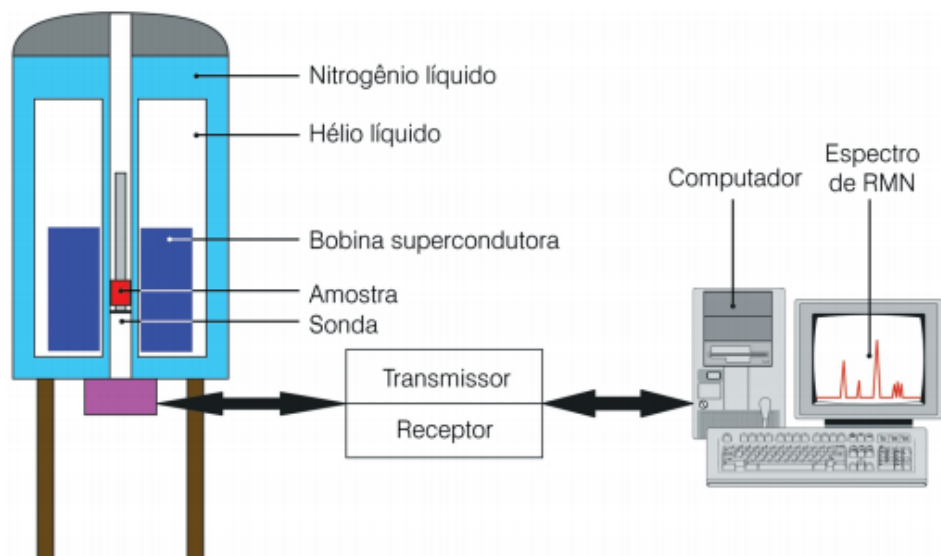 Nitrogênio líquido
Hélio líquido
Bobina supercondutora
Amostra
Sonda
Transmissor
Receptor
Computador
Espectro
de RMN